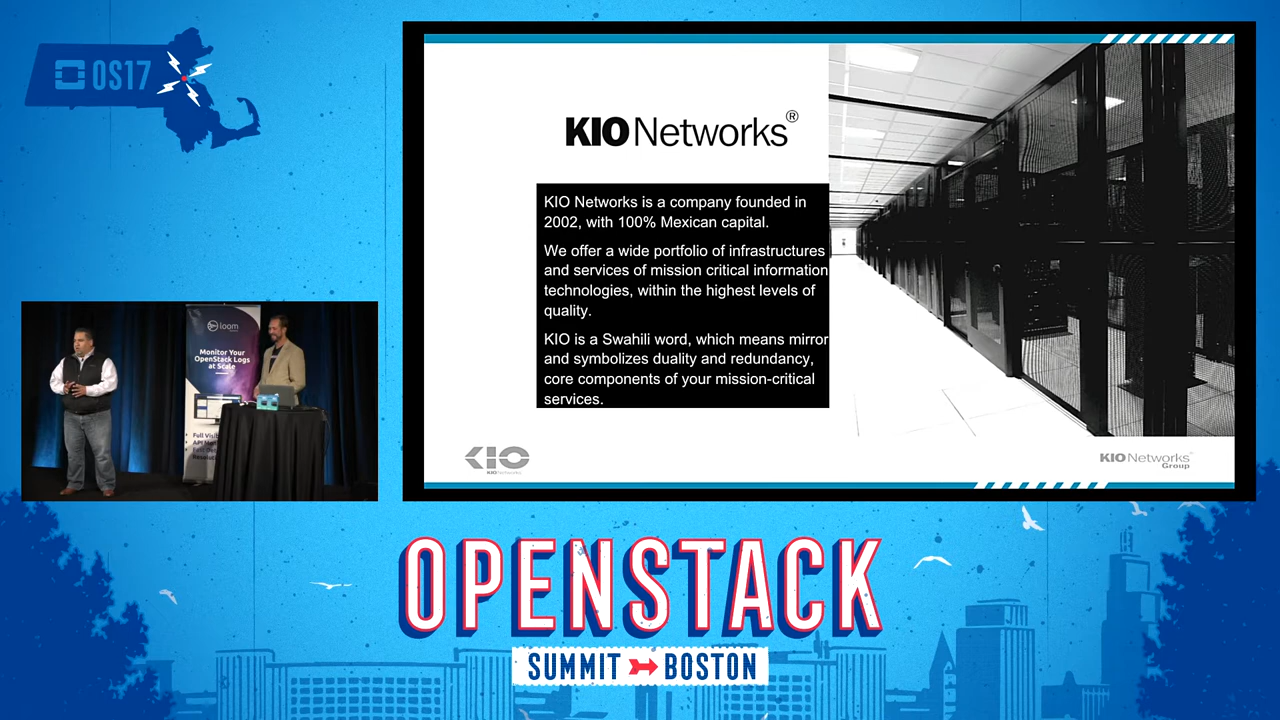 OS17
KIO Networks®
KIO Networks is a company founded in
2002, with 100% Mexican capital.
We offer a wide portfolio of infrastructures
and services of mission critical information
technologies, within the highest levels of
quality.
KIO is a Swahili word, which means mirror
and symbolizes duality and redundancy,
core components of your mission-critical
services.
KIO
KIO Networks
KIO Networks®
Group
loom
Monitor Your
OpenStack Logs
at Scale
OPENSTACK
SUMMIT BOSTON